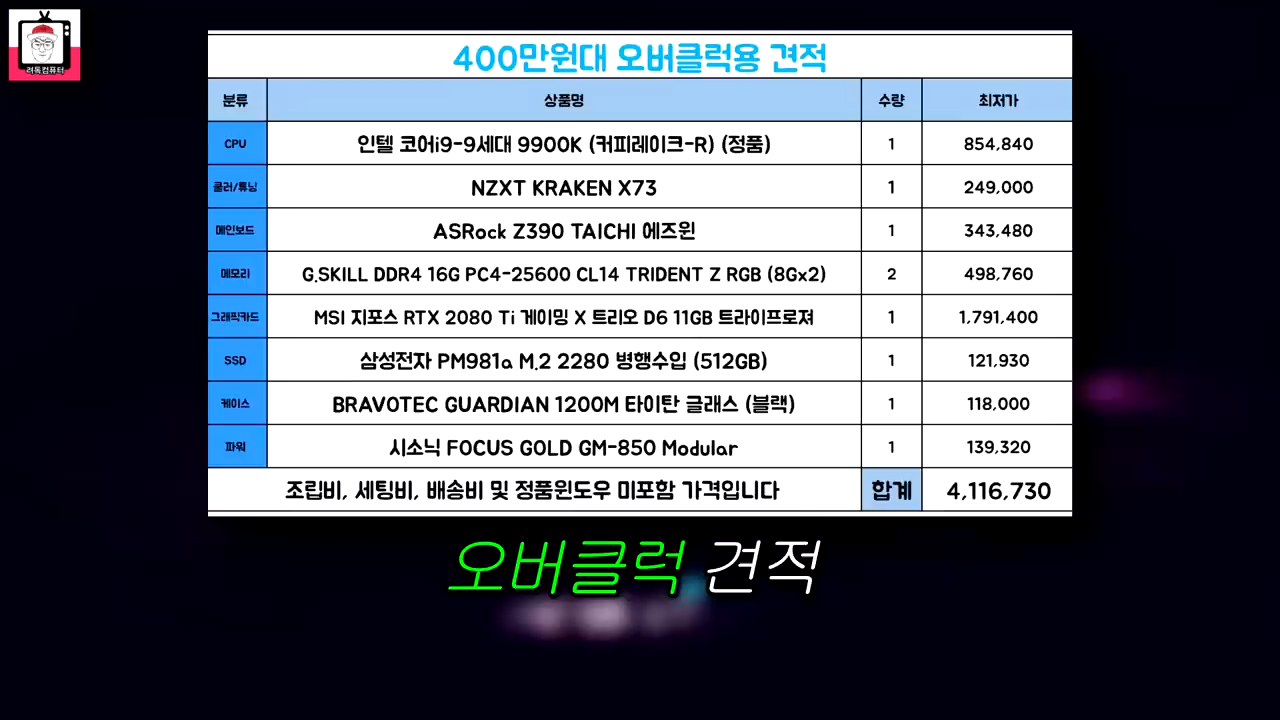 려독컴퓨터
400만원대 오버클럭용 견적
분류 상품명 수량 최저가
CPU 인텔 코어i9-9세대 9900K (커피레이크-R) (정품) 1 854,840
쿨러/튜닝 NZXT KRAKEN X73 1 249,000
메인보드 ASRock Z390 TAICHI 에즈윈 1 343,480
메모리 G.SKILL DDR4 16G PC4-25600 CL14 TRIDENT Z RGB (8Gx2) 2 498,760
그래픽카드 MSI 지포스 RTX 2080 Ti 게이밍 X 트리오 D6 11GB 트라이프로져 1 1,791,400
SSD 삼성전자 PM981a M.2 2280 병행수입 (512GB) 1 121,930
케이스 BRAVOTEC GUARDIAN 1200M 타이탄 글래스 (블랙) 1 118,000
파워 시소닉 FOCUS GOLD GM-850 Modular 1 139,320
조립비, 세팅비, 배송비 및 정품윈도우 미포함 가격입니다 합계 4,116,730
오버클럭 견적